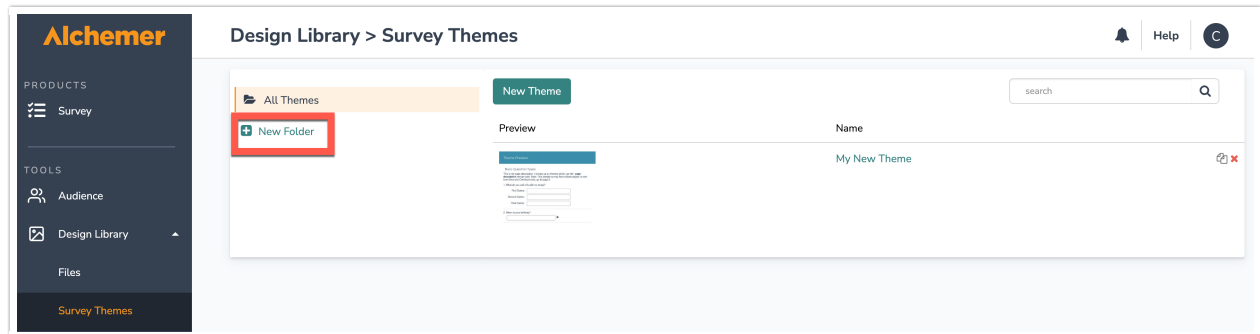 Alchemer
Design Library > Survey Themes
Help
C
PRODUCTS
Survey
TOOLS
Audience
Design Library
Files
Survey Themes
All Themes
New Folder
New Theme
search
Preview
Name
My New Theme